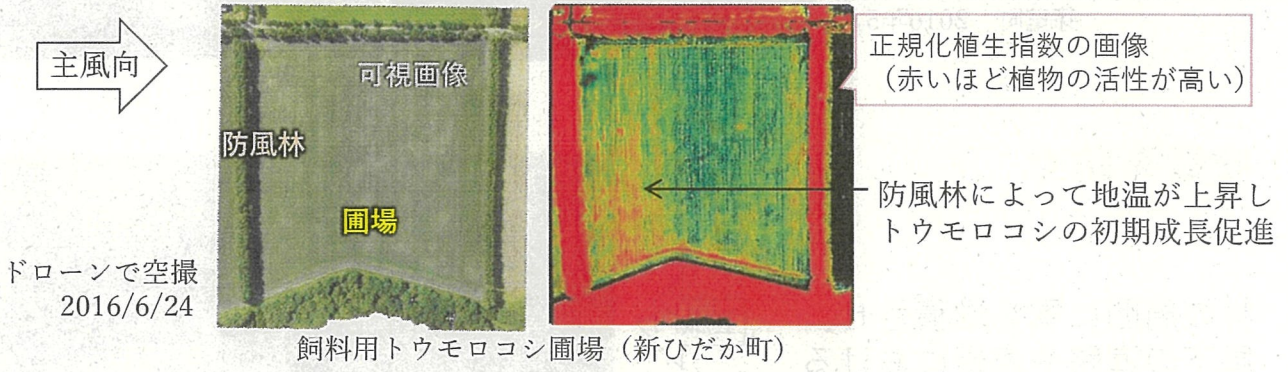 主風向
可視画像
防風林
圃場
ドローンで空撮
2016/6/24
正規化植生指数の画像
（赤いほど植物の活性が高い）
防風林によって地温が上昇し
トウモロコシの初期成長促進
飼料用トウモロコシ圃場（新ひだか町）